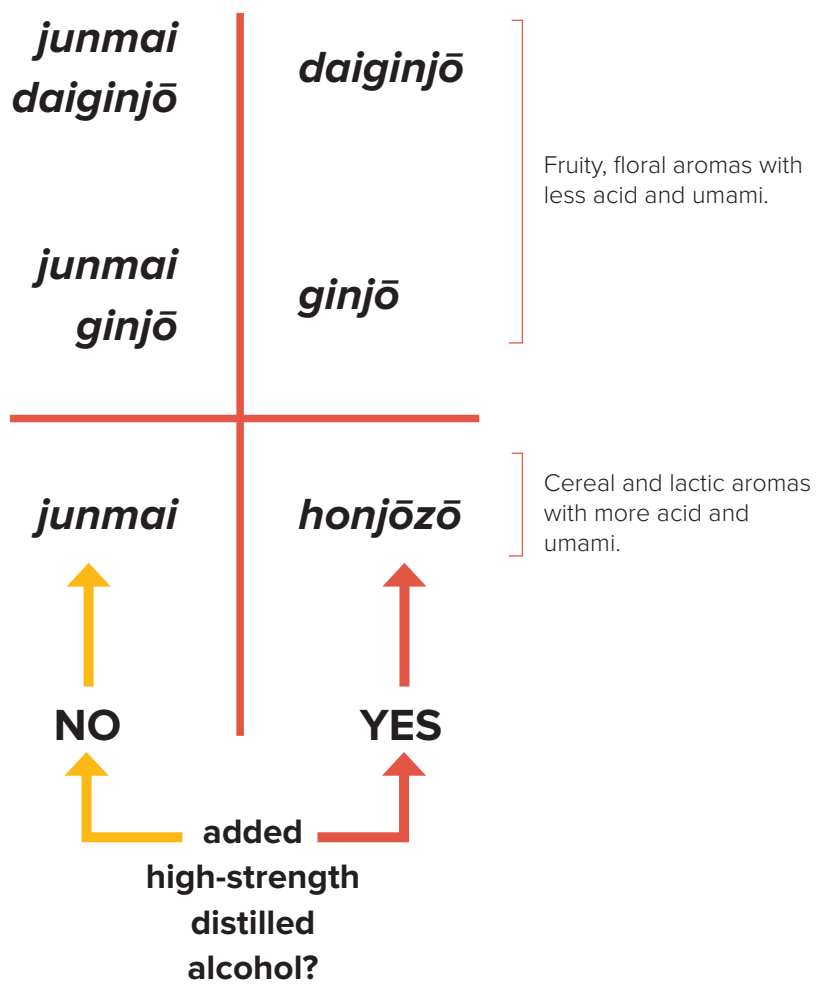 junmai
daiginjō
daiginjō
Fruity, floral aromas with
less acid and umami.
junmai
ginjō
ginjō
junmai
honjōzō
Cereal and lactic aromas
with more acid and
umami.
NO
YES
added
high-strength
distilled
alcohol?